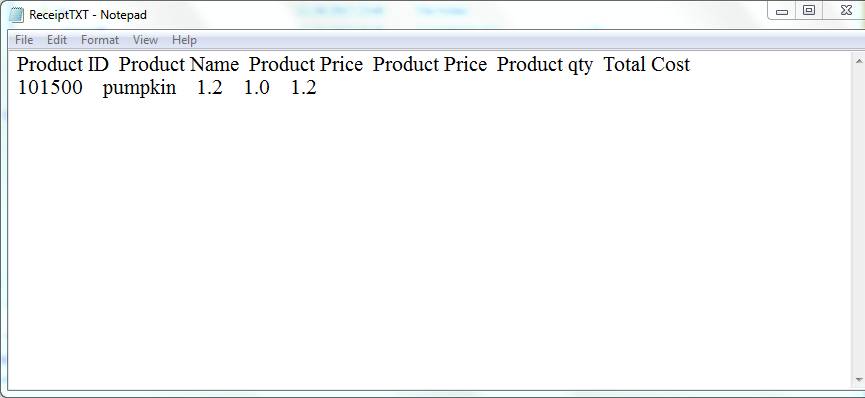 ReceiptTXT - Notepad
File Edit Format View Help
Product ID Product Name Product Price Product Price Product qty Total Cost
101500 pumpkin 1.2 1.0 1.2